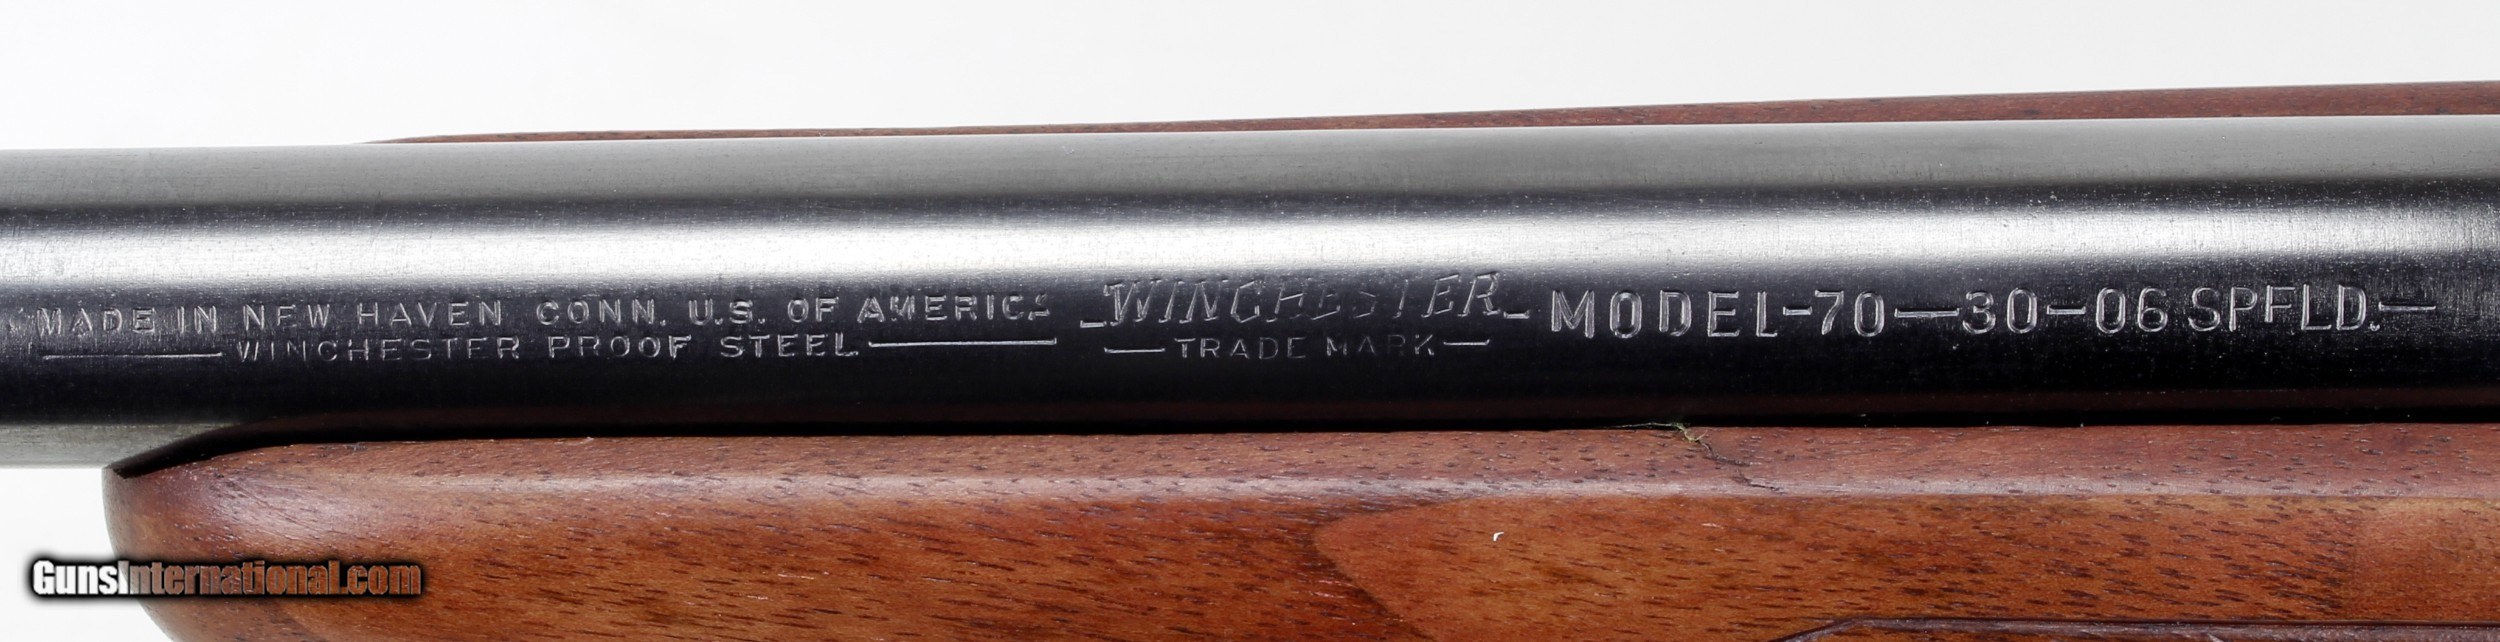 MADE IN NEW HAVEN CONN. U.S. OF AMERICA
—WINCHESTER PROOF STEEL—
-WINCHESTER-
—TRADE MARK—
MODEL-70—30-06 SPFLD.—
GunsInternational.com